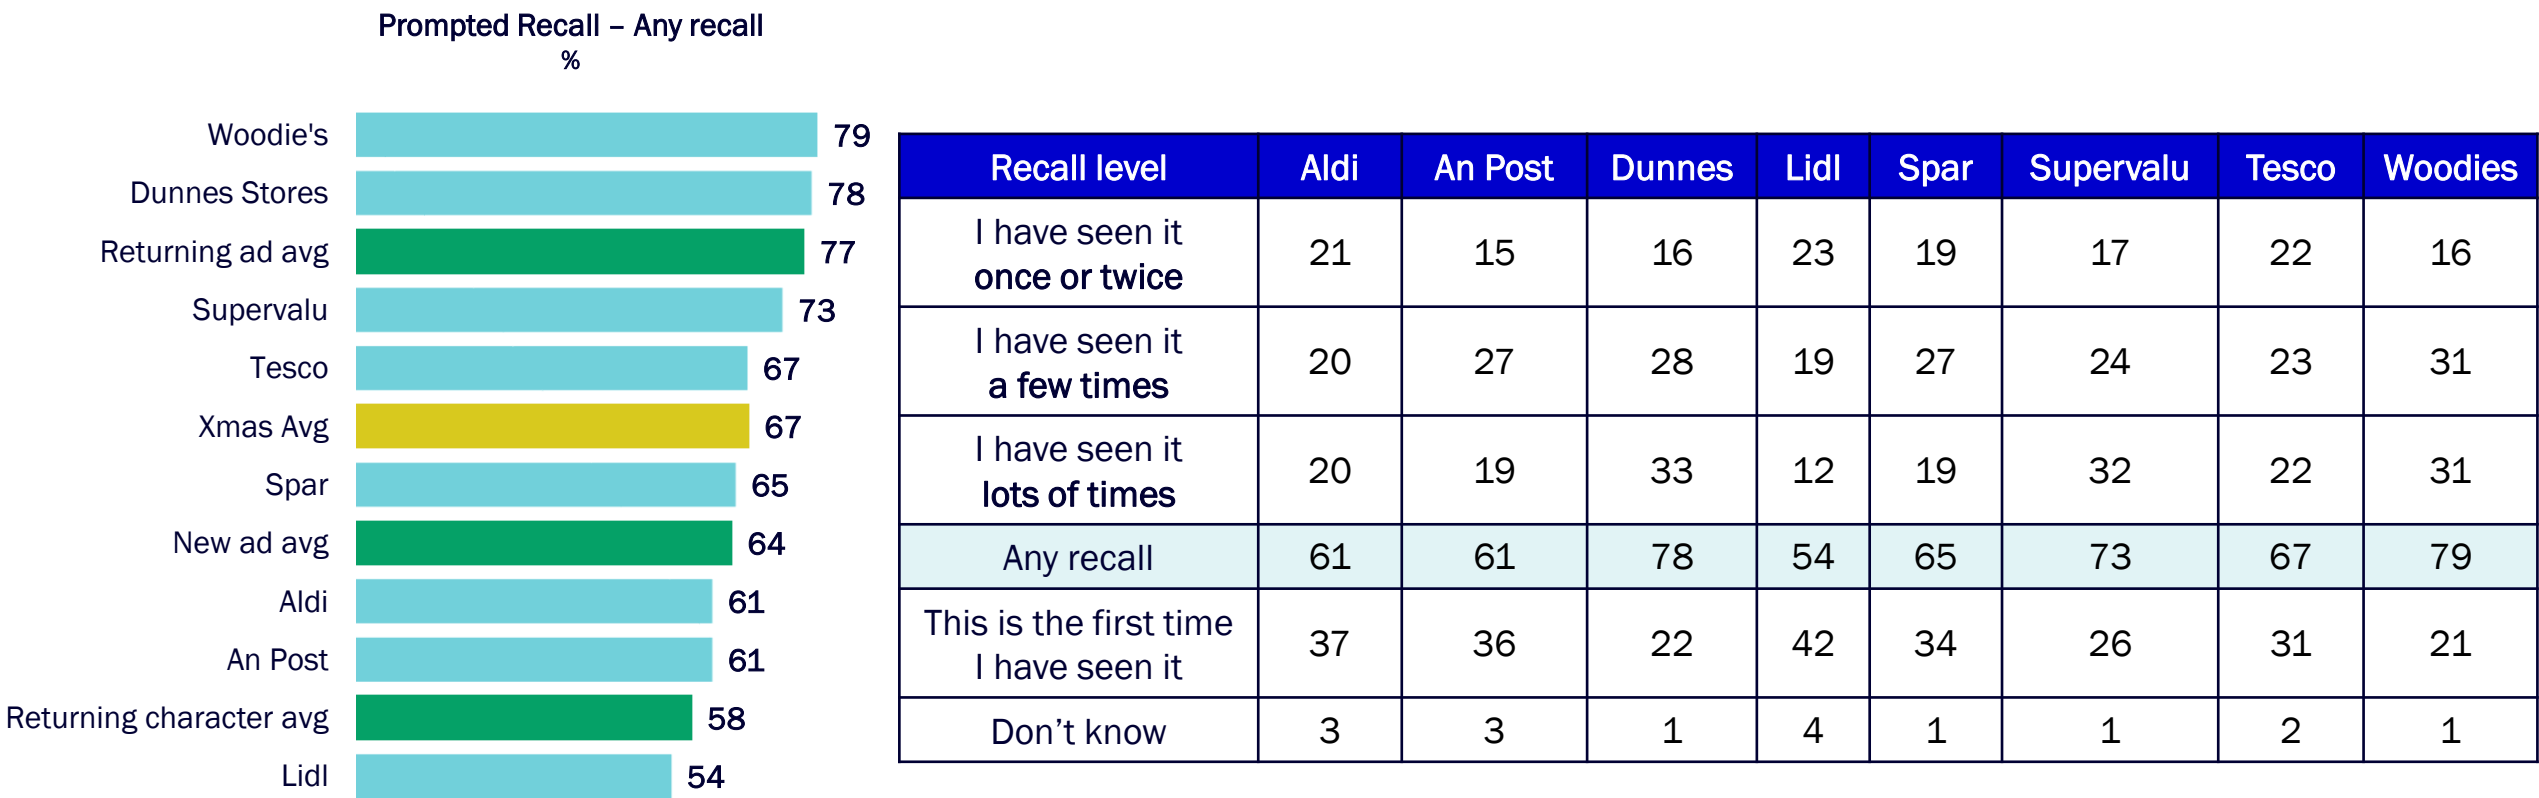 Prompted Recall – Any recall
%
Woodie's 79
Dunnes Stores 78
Returning ad avg 77
Supervalu 73
Tesco 67
Xmas Avg 67
Spar 65
New ad avg 64
Aldi 61
An Post 61
Returning character avg 58
Lidl 54
Recall level Aldi An Post Dunnes Lidl Spar Supervalu Tesco Woodies
I have seen it
once or twice 21 15 16 23 19 17 22 16
I have seen it
a few times 20 27 28 19 27 24 23 31
I have seen it
lots of times 20 19 33 12 19 32 22 31
Any recall 61 61 78 54 65 73 67 79
This is the first time
I have seen it 37 36 22 42 34 26 31 21
Don’t know 3 3 1 4 1 1 2 1